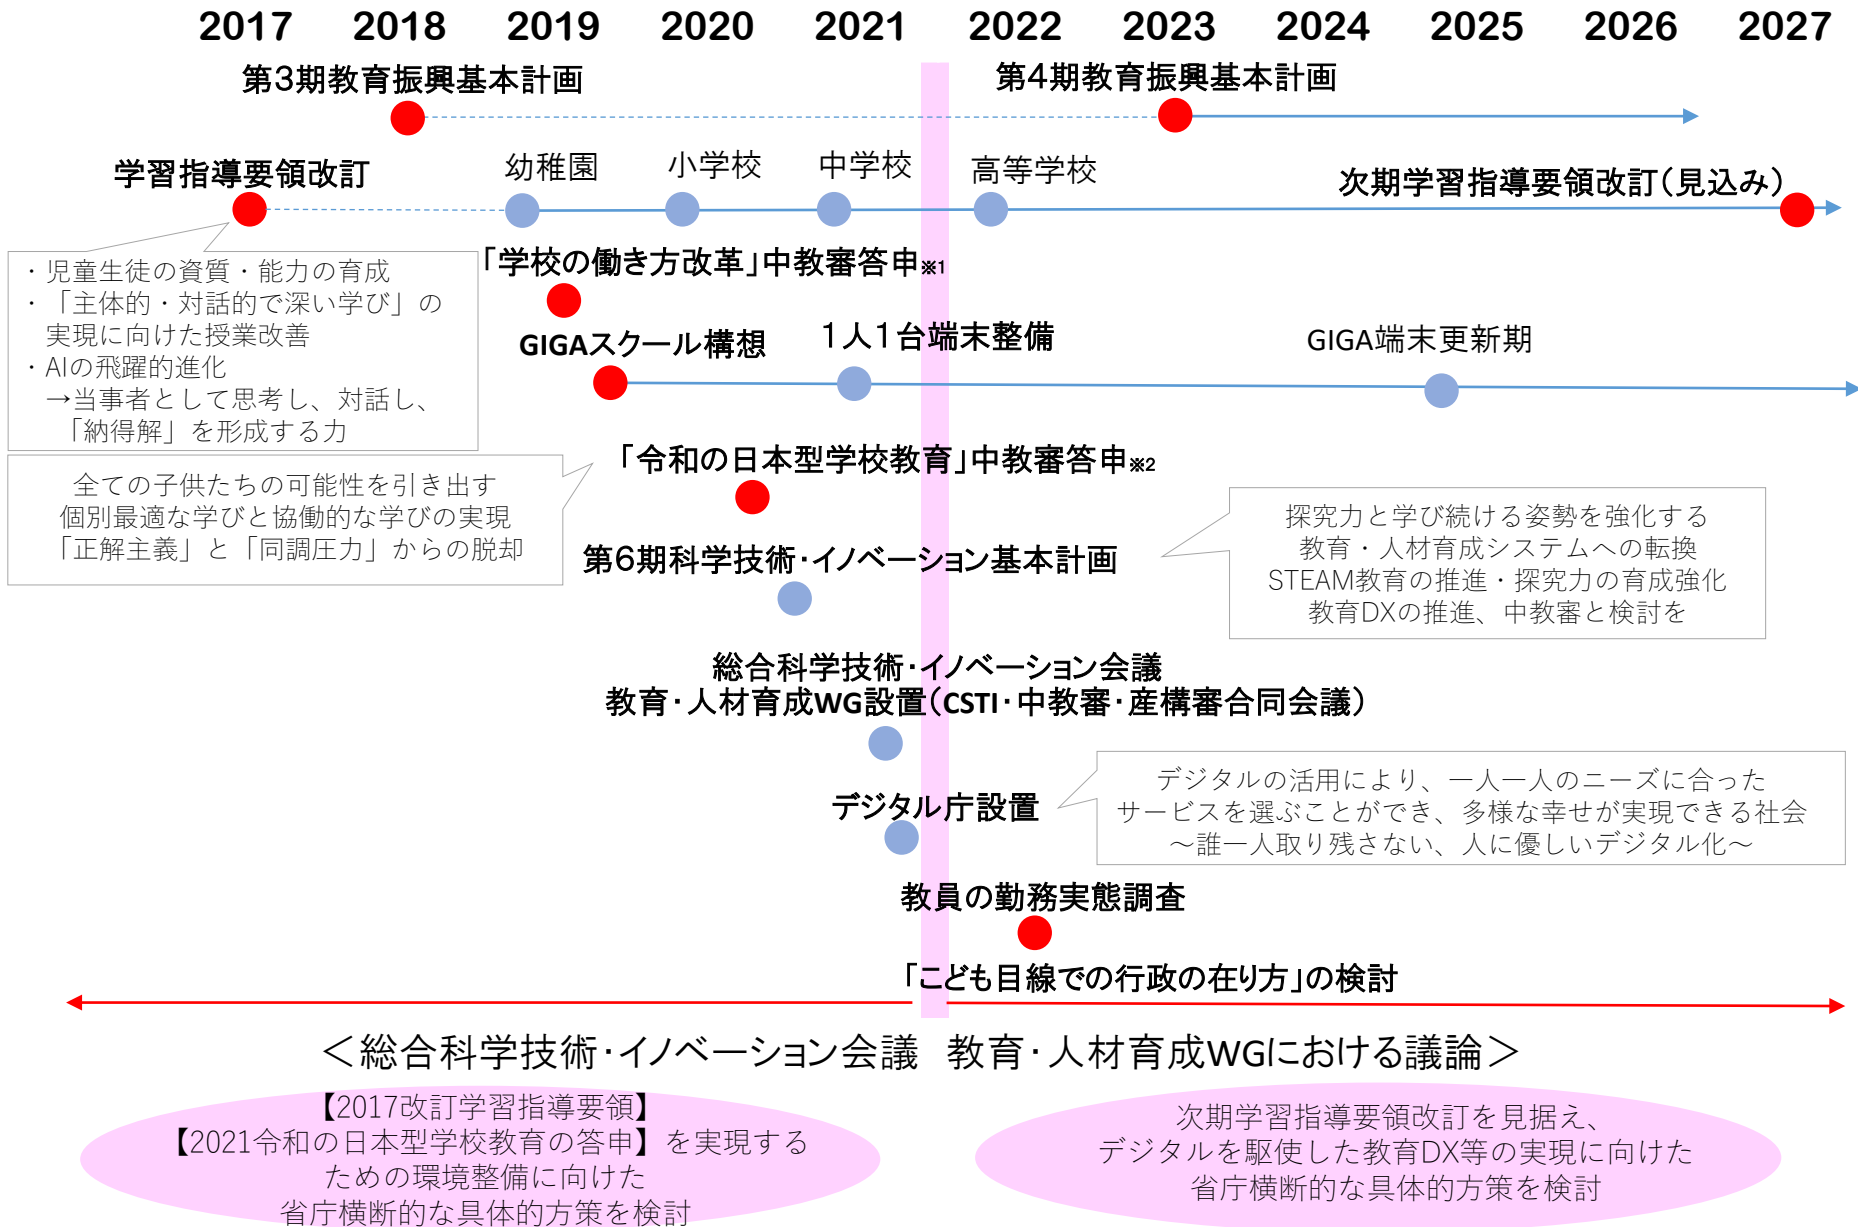 2017 2018 2019 2020 2021 2022 2023 2024 2025 2026 2027
第3期教育振興基本計画
第4期教育振興基本計画
学習指導要領改訂
幼稚園
小学校
中学校
高等学校
次期学習指導要領改訂（見込み）
・児童生徒の資質・能力の育成
・「主体的・対話的で深い学び」の
実現に向けた授業改善
・AIの飛躍的進化
→当事者として思考し、対話し、
「納得解」を形成する力
「学校の働き方改革」中教審答申※1
GIGAスクール構想
１人１台端末整備
GIGA端末更新期
「令和の日本型学校教育」中教審答申※2
全ての子供たちの可能性を引き出す
個別最適な学びと協働的な学びの実現
「正解主義」と「同調圧力」からの脱却
第6期科学技術・イノベーション基本計画
探究力と学び続ける姿勢を強化する
教育・人材育成システムへの転換
STEAM教育の推進・探究力の育成強化
教育DXの推進、中教審と検討を
総合科学技術・イノベーション会議
教育・人材育成WG設置（CSTI・中教審・産構審合同会議）
デジタル庁設置
デジタルの活用により、一人一人のニーズに合った
サービスを選ぶことができ、多様な幸せが実現できる社会
～誰一人取り残さない、人に優しいデジタル化～
教員の勤務実態調査
「こども目線での行政の在り方」の検討
＜総合科学技術・イノベーション会議　教育・人材育成WGにおける議論＞
【2017改訂学習指導要領】
【2021令和の日本型学校教育の答申】を実現する
ための環境整備に向けた
省庁横断的な具体的方策を検討
次期学習指導要領改訂を見据え、
デジタルを駆使した教育DX等の実現に向けた
省庁横断的な具体的方策を検討